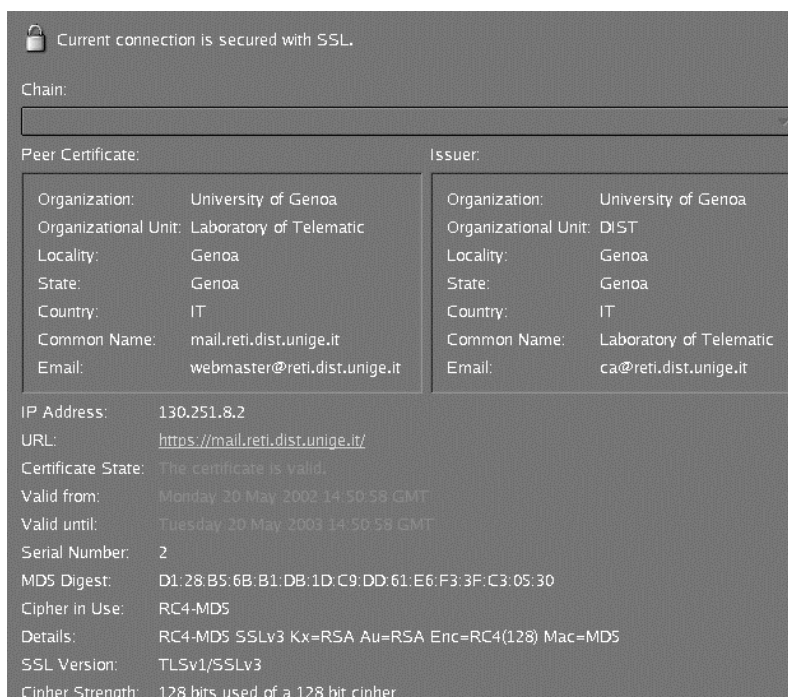 Current connection is secured with SSL.
Chain:
Peer Certificate:
Organization: University of Genoa
Organizational Unit: Laboratory of Telematic
Locality: Genoa
State: Genoa
Country: IT
Common Name: mail.reti.dist.unige.it
Email: webmaster@reti.dist.unige.it
Issuer:
Organization: University of Genoa
Organizational Unit: DIST
Locality: Genoa
State: Genoa
Country: IT
Common Name: Laboratory of Telematic
Email: ca@reti.dist.unige.it
IP Address: 130.251.8.2
URL: https://mail.reti.dist.unige.it/
Certificate State: The certificate is valid.
Valid from: Monday 20 May 2002 14:50:58 GMT
Valid until: Tuesday 20 May 2003 14:50:58 GMT
Serial Number: 2
MD5 Digest: D1:28:B5:6B:B1:DB:1D:C9:DD:61:E6:F3:3F:C3:05:30
Cipher in Use: RC4-MD5
Details: RC4-MD5 SSLv3 Kx=RSA Au=RSA Enc=RC4(128) Mac=MD5
SSL Version: TLSv1/SSLv3
Cipher Strength: 128 bits used of a 128 bit cipher